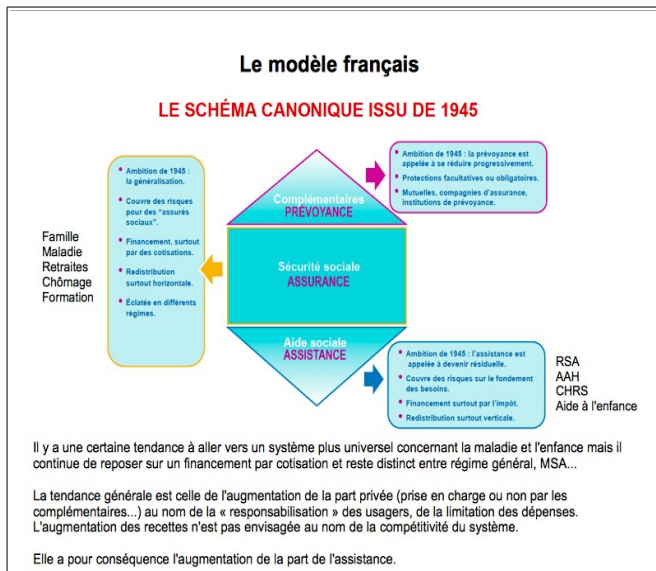 Le modèle français
LE SCHÉMA CANONIQUE ISSU DE 1945
• Ambition de 1945 :
la généralisation.
• Couvre des risques
pour des "assurés
sociaux".
• Financement, surtout
par des cotisations.
• Redistribution
surtout horizontale.
• Éclatée en différents
régimes.
Famille
Maladie
Retraites
Chômage
Formation
Complémentaires
PRÉVOYANCE
• Ambition de 1945 : la prévoyance est
appelée à se réduire progressivement.
• Protections facultatives ou obligatoires.
• Mutuelles, compagnies d'assurance,
institutions de prévoyance.
Sécurité sociale
ASSURANCE
Aide sociale
ASSISTANCE
• Ambition de 1945 : l'assistance est
appelée à devenir résiduelle.
• Couvre des risques sur le fondement
des besoins.
• Financement surtout par l'impôt.
• Redistribution surtout verticale.
RSA
AAH
CHRS
Aide à l'enfance
Il y a une certaine tendance à aller vers un système plus universel concernant la maladie et l'enfance mais il
continue de reposer sur un financement par cotisation et reste distinct entre régime général, MSA...
La tendance générale est celle de l'augmentation de la part privée (prise en charge ou non par les
complémentaires...) au nom de la « responsabilisation » des usagers, de la limitation des dépenses.
L'augmentation des recettes n'est pas envisagée au nom de la compétitivité du système.
Elle a pour conséquence l'augmentation de la part de l'assistance.